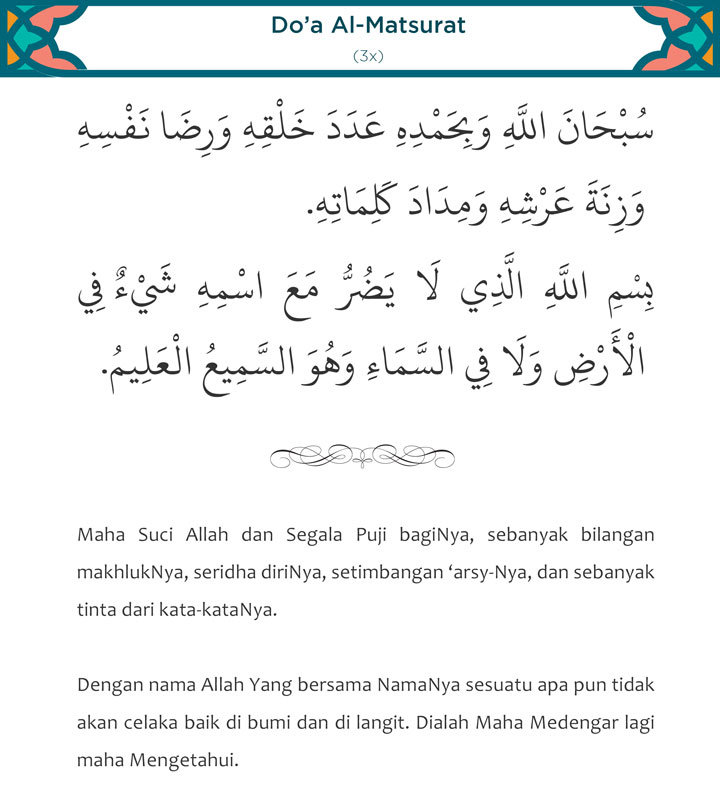 Do’a Al-Matsurat
(3x)
سُبْحَانَ اللَّهِ وَبِحَمْدِهِ عَدَدَ خَلْقِهِ وَرِضَا نَفْسِهِ
وَزِنَةَ عَرْشِهِ وَمِدَادَ كَلِمَاتِهِ.
بِسْمِ اللَّهِ الَّذِي لَا يَضُرُّ مَعَ اسْمِهِ شَيْءٌ فِي
الْأَرْضِ وَلَا فِي السَّمَاءِ وَهُوَ السَّمِيعُ الْعَلِيمُ.
Maha Suci Allah dan Segala Puji bagiNya, sebanyak bilangan
makhlukNya, seridha diriNya, setimbangan ‘arsy-Nya, dan sebanyak
tinta dari kata-kataNya.
Dengan nama Allah Yang bersama NamaNya sesuatu apa pun tidak
akan celaka baik di bumi dan di langit. Dialah Maha Medengar lagi
maha Mengetahui.